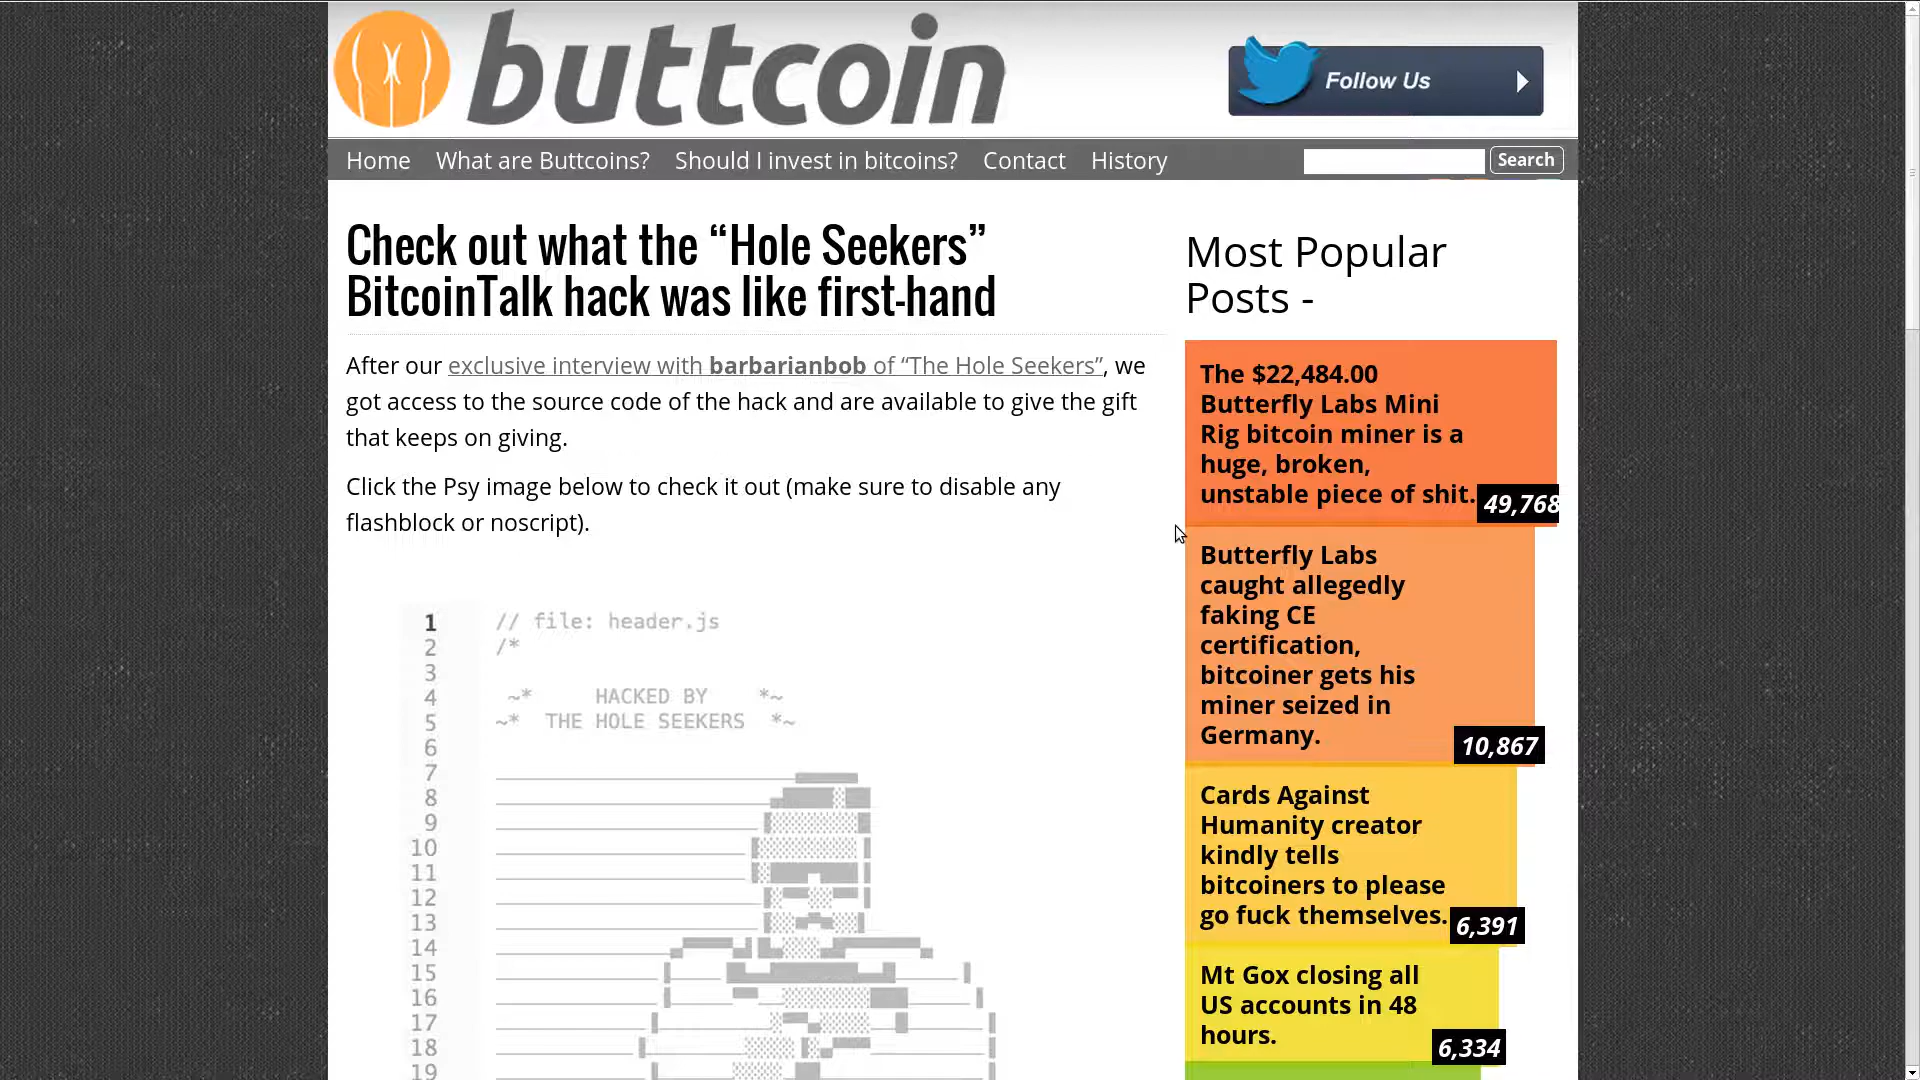 buttcoin
Follow Us
Home What are Buttcoins? Should I invest in bitcoins? Contact History Search
Check out what the “Hole Seekers”
BitcoinTalk hack was like first-hand
After our exclusive interview with barbarianbob of “The Hole Seekers”, we
got access to the source code of the hack and are available to give the gift
that keeps on giving.
Click the Psy image below to check it out (make sure to disable any
flashblock or noscript).
1 // file: header.js
2 /*
3
4 ~* HACKED BY *~
5 ~* THE HOLE SEEKERS *~
6
7
8
9
10
11
12
13
14
15
16
17
18
19
Most Popular
Posts -
The $22,484.00
Butterfly Labs Mini
Rig bitcoin miner is a
huge, broken,
unstable piece of shit.
49,768
Butterfly Labs
caught allegedly
faking CE
certification,
bitcoiner gets his
miner seized in
Germany.
10,867
Cards Against
Humanity creator
kindly tells
bitcoiners to please
go fuck themselves.
6,391
Mt Gox closing all
US accounts in 48
hours.
6,334